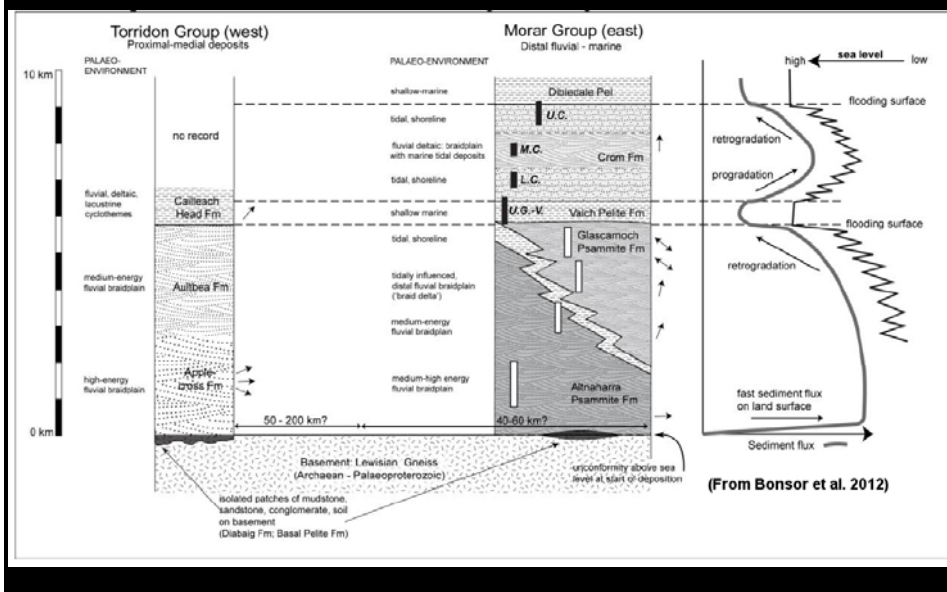 Torridon Group (west)
Proximal-medial deposits
Morar Group (east)
Distal fluvial - marine
PALAEO-
ENVIRONMENT
PALAEO-ENVIRONMENT
10 km
0 km
no record
fluvial, deltaic,
lacustrine
cyclothemes
Cailleach
Head Fm
medium-energy
fluvial braidplain
Aultbea Fm
high-energy
fluvial braidplain
Apple-
cross Fm
shallow-marine
tidal, shoreline
fluvial deltaic: braidplain
with marine tidal deposits
tidal, shoreline
shallow marine
tidal, shoreline
tidally influenced,
distal fluvial braidplain
('braid delta')
medium-energy
fluvial braidplain
medium-high energy
fluvial braidplain
Diblecale Pel
U.C.
M.C.
Crom Fm
L.C.
U.G.-V.
Vaich Pelite Fm
Glascarnoch
Psammite Fm
Altnaharra
Psammite Fm
50 - 200 km?
40-60 km?
Basement: Lewisian Gneiss
(Archaean - Palaeoproterozoic)
isolated patches of mudstone,
sandstone, conglomerate, soil
on basement
(Diabaig Fm; Basal Pelite Fm)
unconformity above sea
level at start of deposition
high
sea level
low
flooding surface
retrogradation
progradation
flooding surface
retrogradation
fast sediment flux
on land surface
Sediment flux
(From Bonsor et al. 2012)